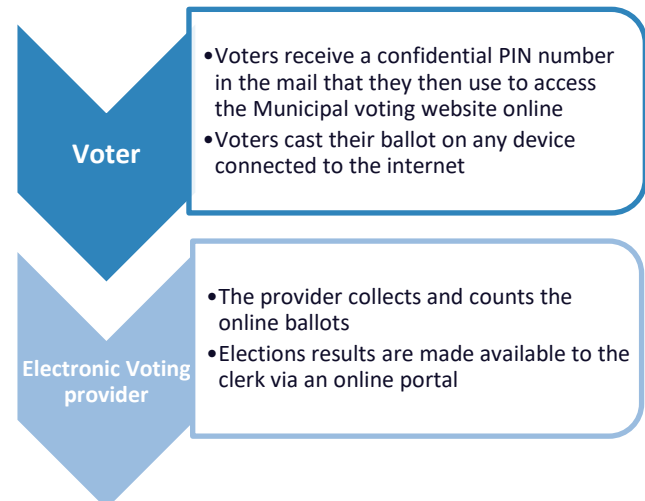 Voter
•Voters receive a confidential PIN number
in the mail that they then use to access
the Municipal voting website online
•Voters cast their ballot on any device
connected to the internet
Electronic Voting
provider
•The provider collects and counts the
online ballots
•Elections results are made available to the
clerk via an online portal